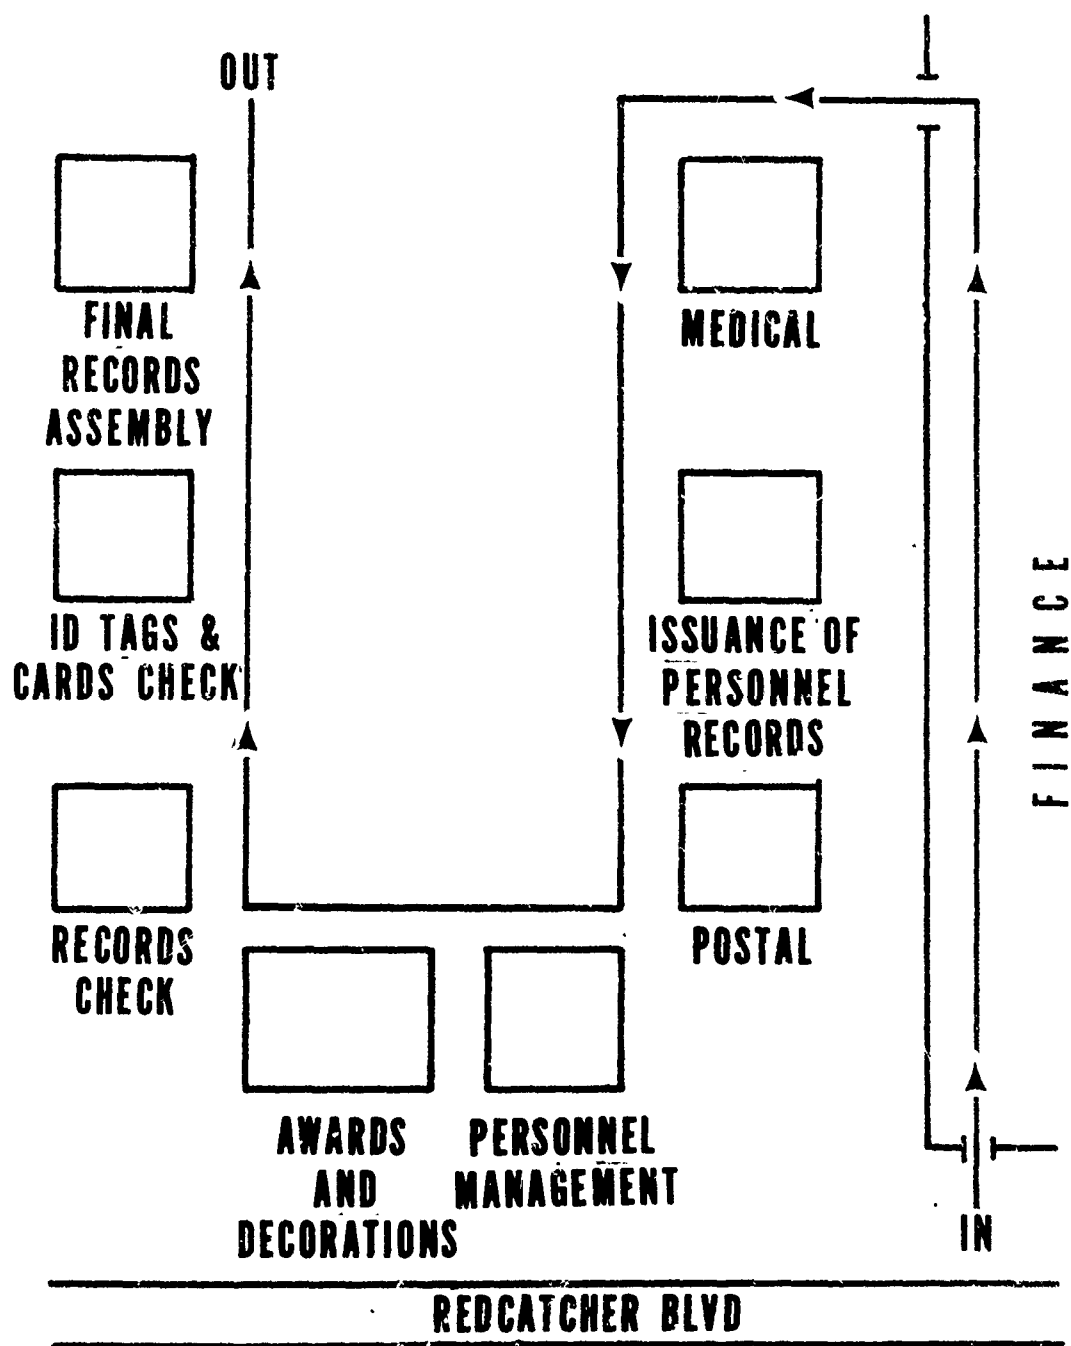 OUT
FINAL
RECORDS
ASSEMBLY
MEDICAL
ID TAGS &
CARDS CHECK
ISSUANCE OF
PERSONNEL
RECORDS
FINANCE
RECORDS
CHECK
POSTAL
AWARDS
AND
DECORATIONS
PERSONNEL
MANAGEMENT
IN
REDCATCHER BLVD